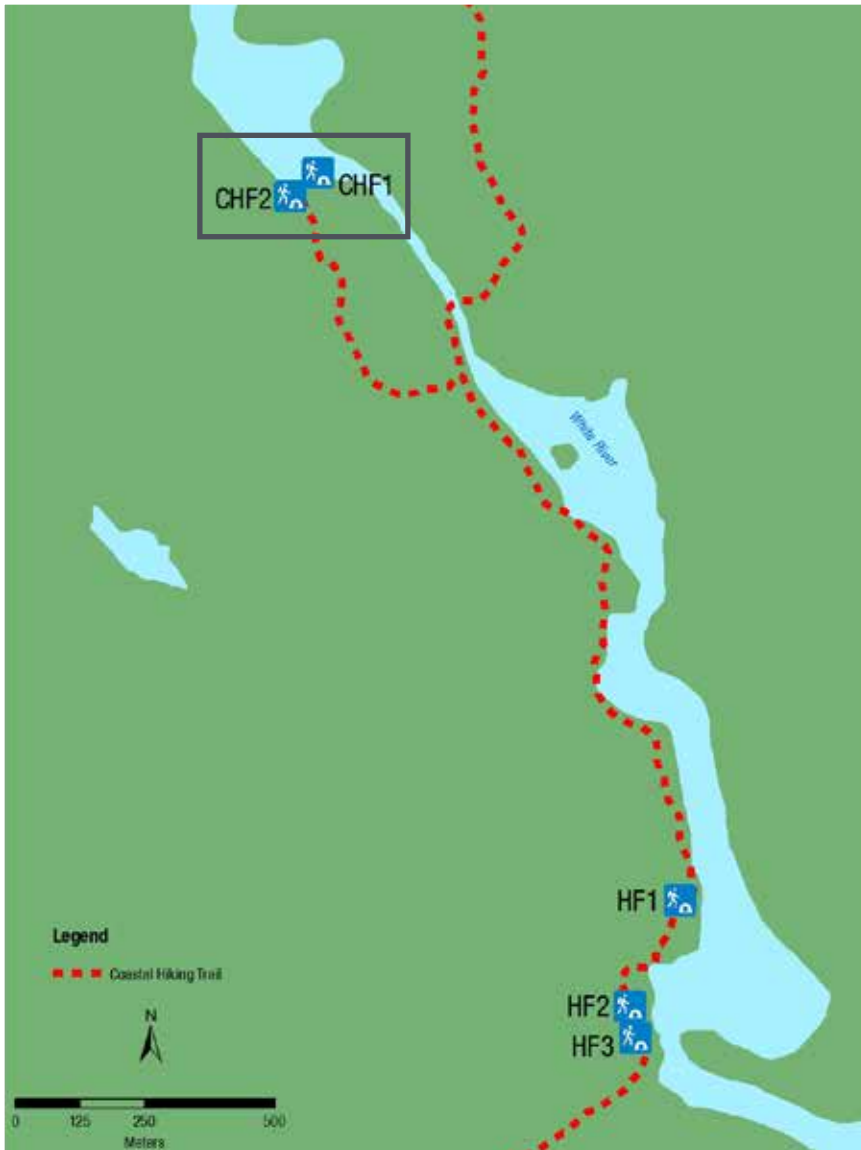 CHF1
CHF2
White River
HF1
Legend
Coastal Hiking Trail
HF2
N
HF3
0 125 250 500
Meters